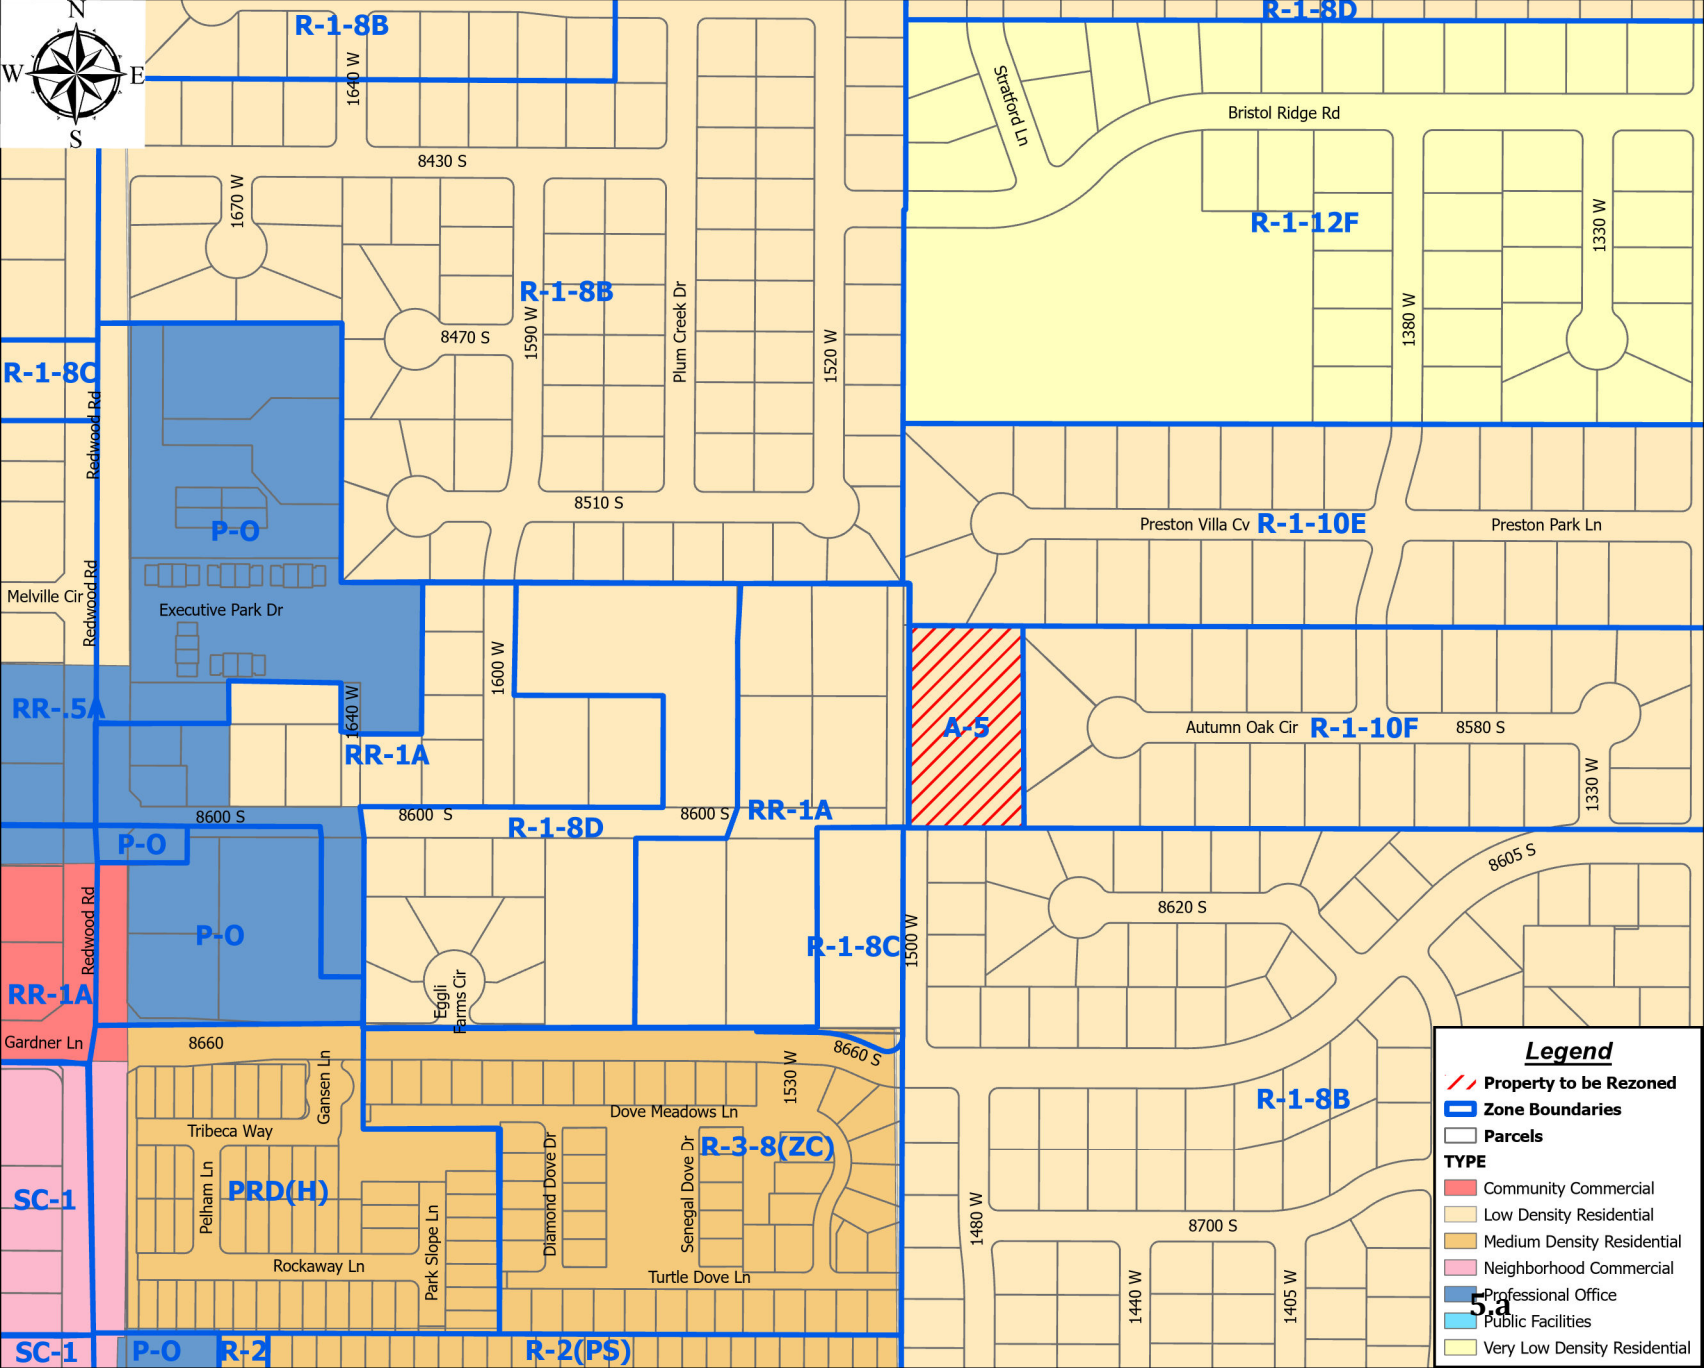 N
W E
S
R-1-8B
R-1-8D
1640 W
Stratford Ln
Bristol Ridge Rd
8430 S
1670 W
R-1-12F
1330 W
R-1-8B
Plum Creek Dr
1590 W
1520 W
1380 W
8470 S
R-1-8C
Redwood Rd
8510 S
P-O
Preston Villa Cv
R-1-10E
Preston Park Ln
Melville Cir
Redwood Rd
Executive Park Dr
1600 W
RR-.5A
1640 W
A-5
Autumn Oak Cir
R-1-10F
8580 S
RR-1A
1330 W
8600 S
8600 S
8600 S
RR-1A
R-1-8D
P-O
8605 S
8620 S
Redwood Rd
P-O
R-1-8C
1500 W
RR-1A
Eggli
Farms Cir
Gardner Ln
8660
8660 S
Gansen Ln
1530 W
R-1-8B
Dove Meadows Ln
Tribeca Way
R-3-8(ZC)
SC-1
Pelham Ln
PRD(H)
Diamond Dove Dr
Senegal Dove Dr
1480 W
8700 S
Park Slope Ln
Rockaway Ln
Turtle Dove Ln
1440 W
1405 W
SC-1
P-O
R-2
R-2(PS)
Legend
Property to be Rezoned
Zone Boundaries
Parcels
TYPE
Community Commercial
Low Density Residential
Medium Density Residential
Neighborhood Commercial
Professional Office
5.a
Public Facilities
Very Low Density Residential